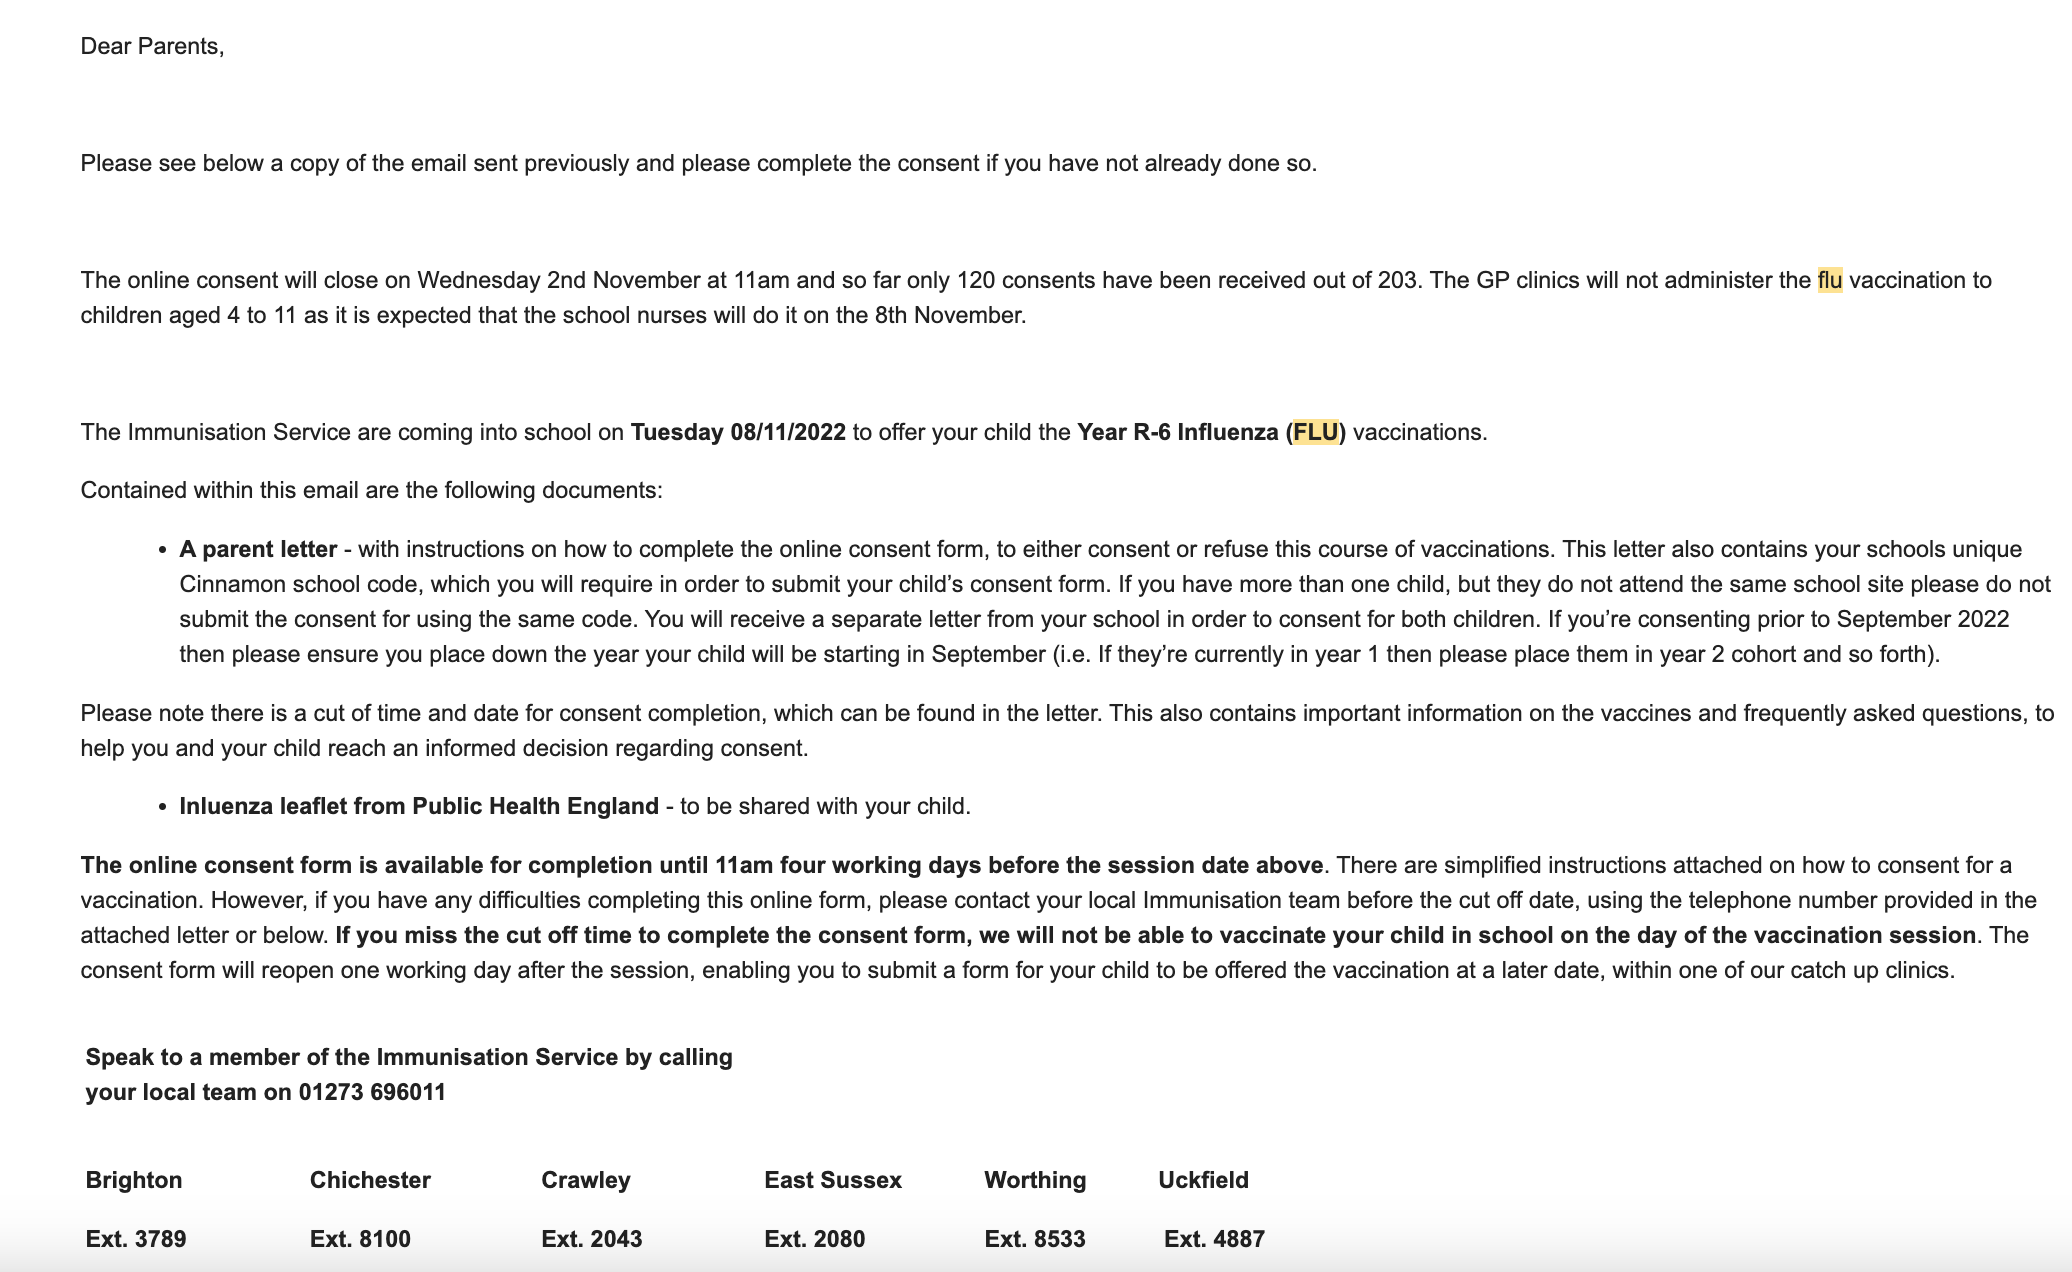 Dear Parents,
Please see below a copy of the email sent previously and please complete the consent if you have not already done so.
The online consent will close on Wednesday 2nd November at 11am and so far only 120 consents have been received out of 203. The GP clinics will not administer the flu vaccination to
children aged 4 to 11 as it is expected that the school nurses will do it on the 8th November.
The Immunisation Service are coming into school on Tuesday 08/11/2022 to offer your child the Year R-6 Influenza (FLU) vaccinations.
Contained within this email are the following documents:
• A parent letter - with instructions on how to complete the online consent form, to either consent or refuse this course of vaccinations. This letter also contains your schools unique
Cinnamon school code, which you will require in order to submit your child’s consent form. If you have more than one child, but they do not attend the same school site please do not
submit the consent for using the same code. You will receive a separate letter from your school in order to consent for both children. If you’re consenting prior to September 2022
then please ensure you place down the year your child will be starting in September (i.e. If they’re currently in year 1 then please place them in year 2 cohort and so forth).
Please note there is a cut of time and date for consent completion, which can be found in the letter. This also contains important information on the vaccines and frequently asked questions, to
help you and your child reach an informed decision regarding consent.
• Inluenza leaflet from Public Health England - to be shared with your child.
The online consent form is available for completion until 11am four working days before the session date above. There are simplified instructions attached on how to consent for a
vaccination. However, if you have any difficulties completing this online form, please contact your local Immunisation team before the cut off date, using the telephone number provided in the
attached letter or below. If you miss the cut off time to complete the consent form, we will not be able to vaccinate your child in school on the day of the vaccination session. The
consent form will reopen one working day after the session, enabling you to submit a form for your child to be offered the vaccination at a later date, within one of our catch up clinics.
Speak to a member of the Immunisation Service by calling
your local team on 01273 696011
Brighton Chichester Crawley East Sussex Worthing Uckfield
Ext. 3789 Ext. 8100 Ext. 2043 Ext. 2080 Ext. 8533 Ext. 4887